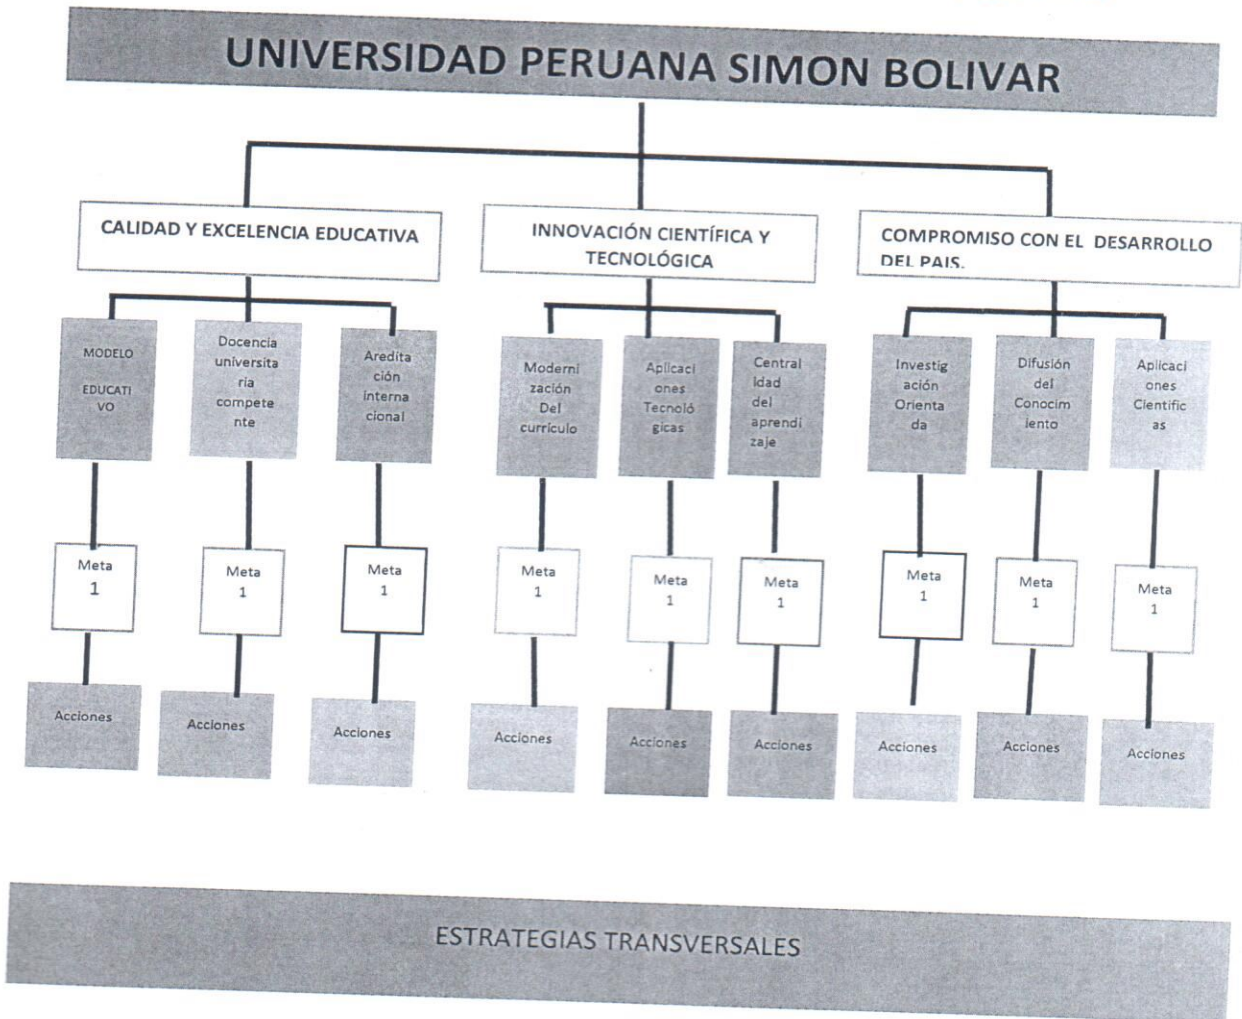 UNIVERSIDAD PERUANA SIMON BOLIVAR
CALIDAD Y EXCELENCIA EDUCATIVA
INNOVACIÓN CIENTÍFICA Y
TECNOLÓGICA
COMPROMISO CON EL DESARROLLO
DEL PAIS.
MODELO
EDUCATI
VO
Docencia
universita
ria
compete
nte
Aredita
ción
interna
cional
Moderni
zación
Del
currículo
Aplicaci
ones
Tecnoló
gicas
Central
idad
del
aprendi
zaje
Investig
ación
Orienta
da
Difusión
del
Conocim
iento
Aplicaci
ones
Cientific
as
Meta
1
Meta
1
Meta
1
Meta
1
Meta
1
Meta
1
Meta
1
Meta
1
Meta
1
Acciones
Acciones
Acciones
Acciones
Acciones
Acciones
Acciones
Acciones
Acciones
ESTRATEGIAS TRANSVERSALES